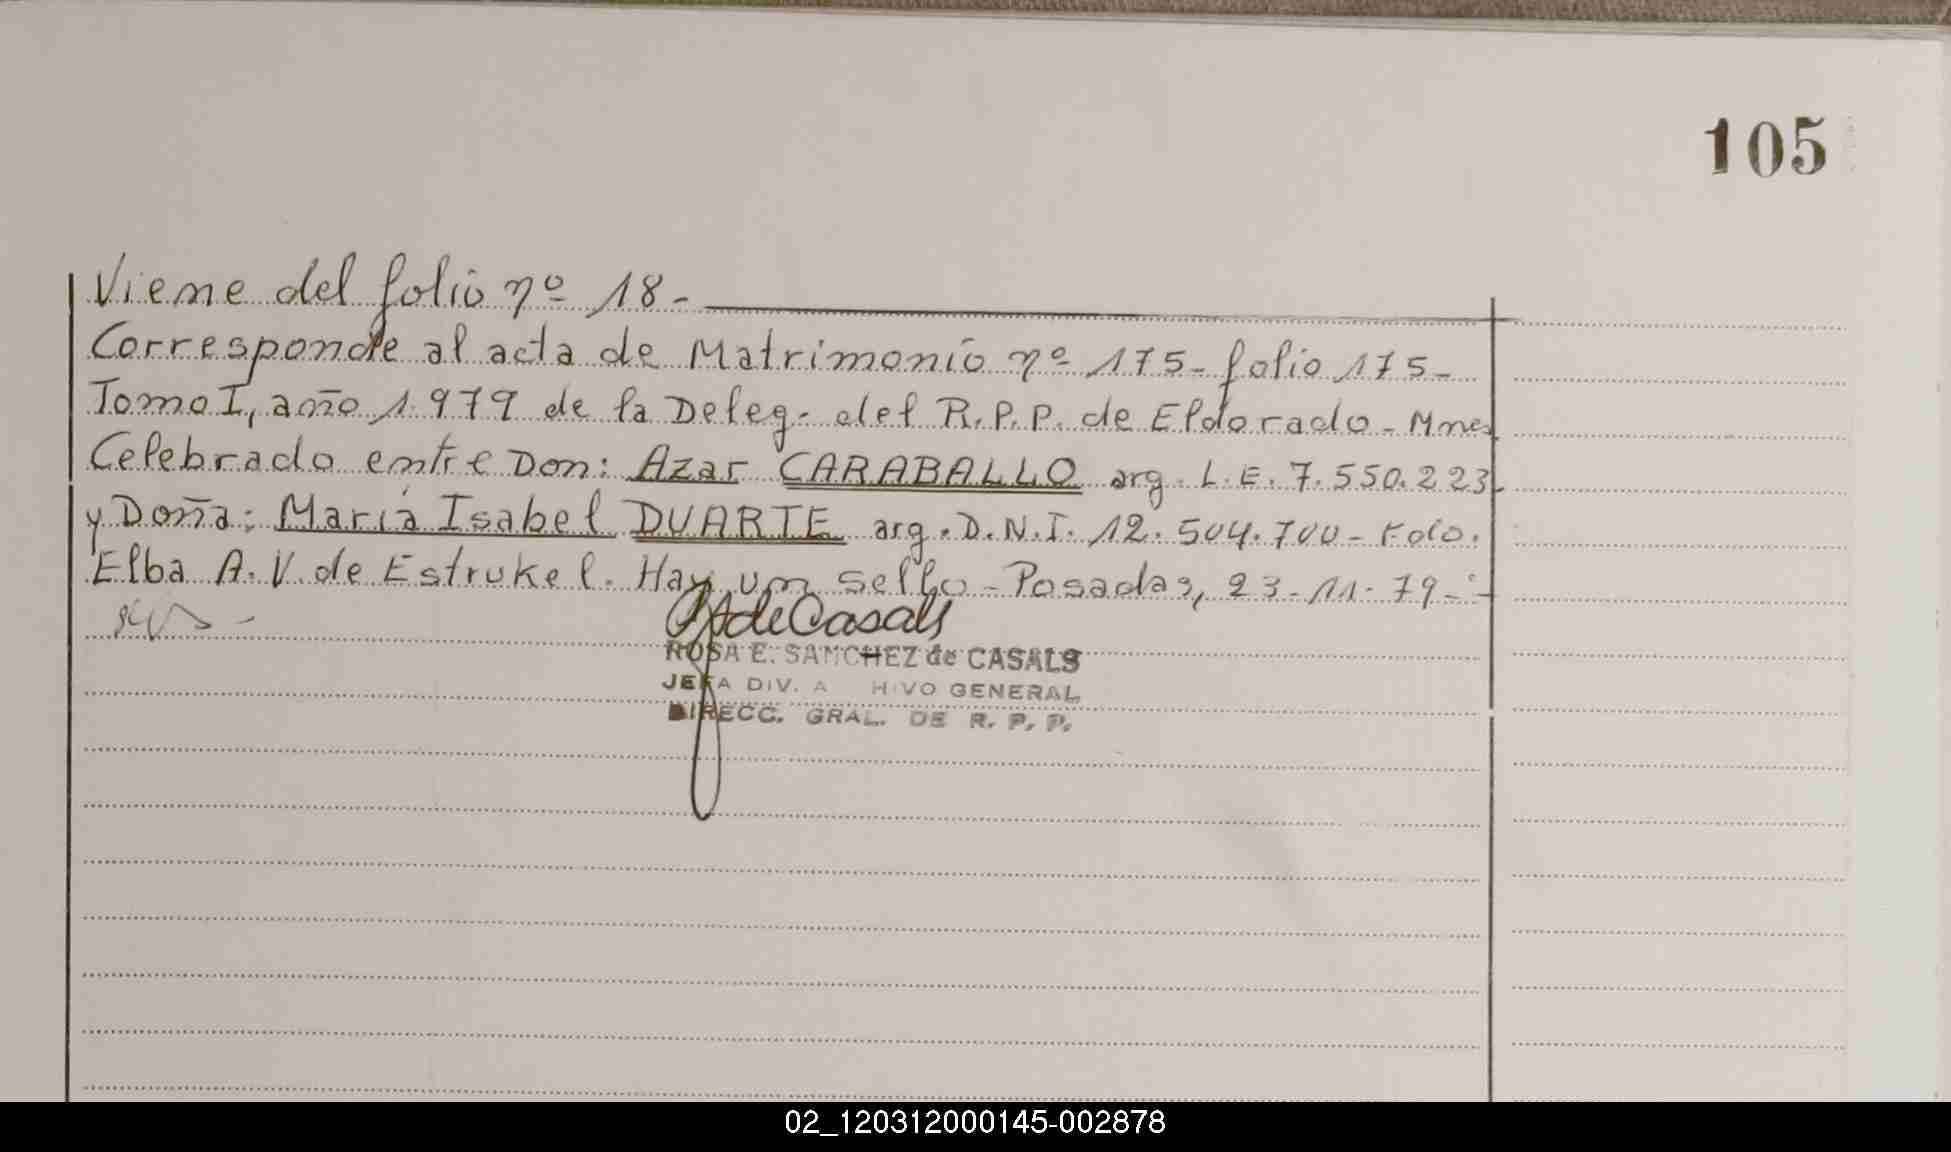 105
Viene del folio nº 18-
Corresponde al acta de Matrimonio nº 175- folio 175-
Tomo I, año 1.979 de la Deleg. del R.P.P. de Eldorado - Mnes.
Celebrado entre Don: Azar CARABALLO arg. L.E. 7.550.223-
y Doña: María Isabel DUARTE arg. D.N.I. 12.504.700- Fdo.
Elba A. V. de Estrukel. Hay un sello - Posadas, 23-11-79-
RSdeCasals
ROSA E. SANCHEZ de CASALS
JEFA DIV. A HIVO GENERAL
DIRECC. GRAL. DE R. P. P.
02_120312000145-002878